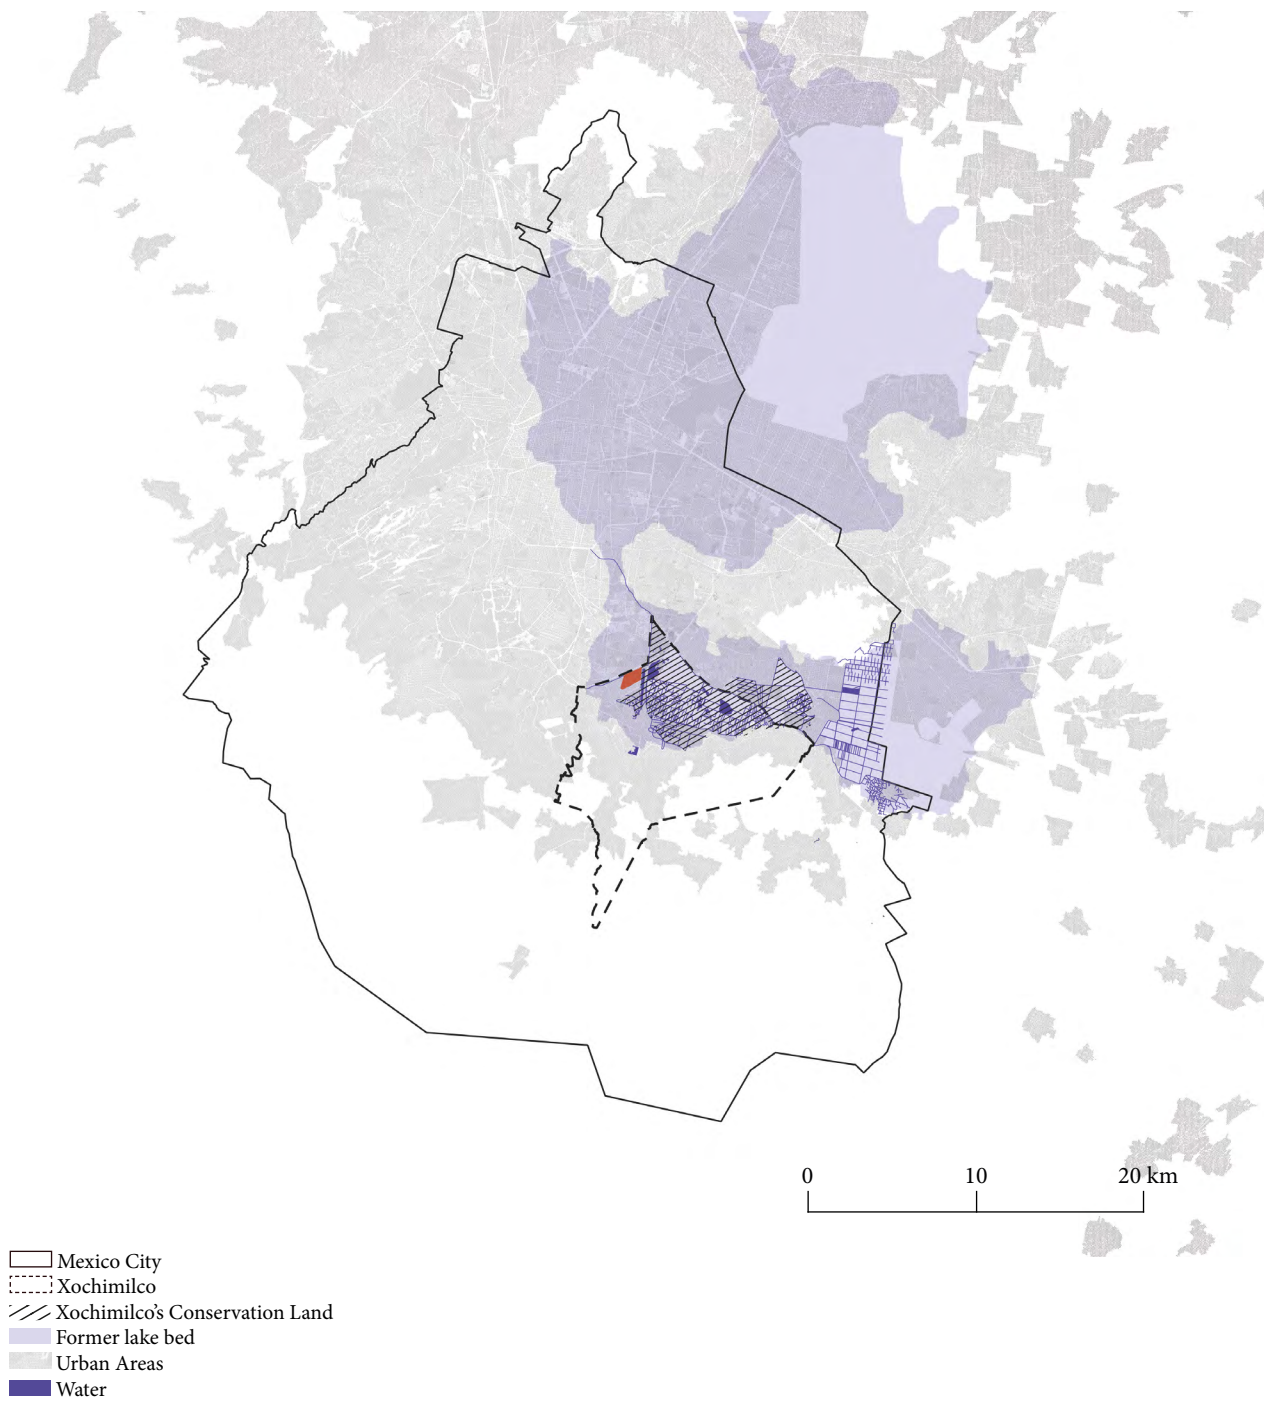 0 10 20 km
Mexico City
Xochimilco
Xochimilco's Conservation Land
Former lake bed
Urban Areas
Water